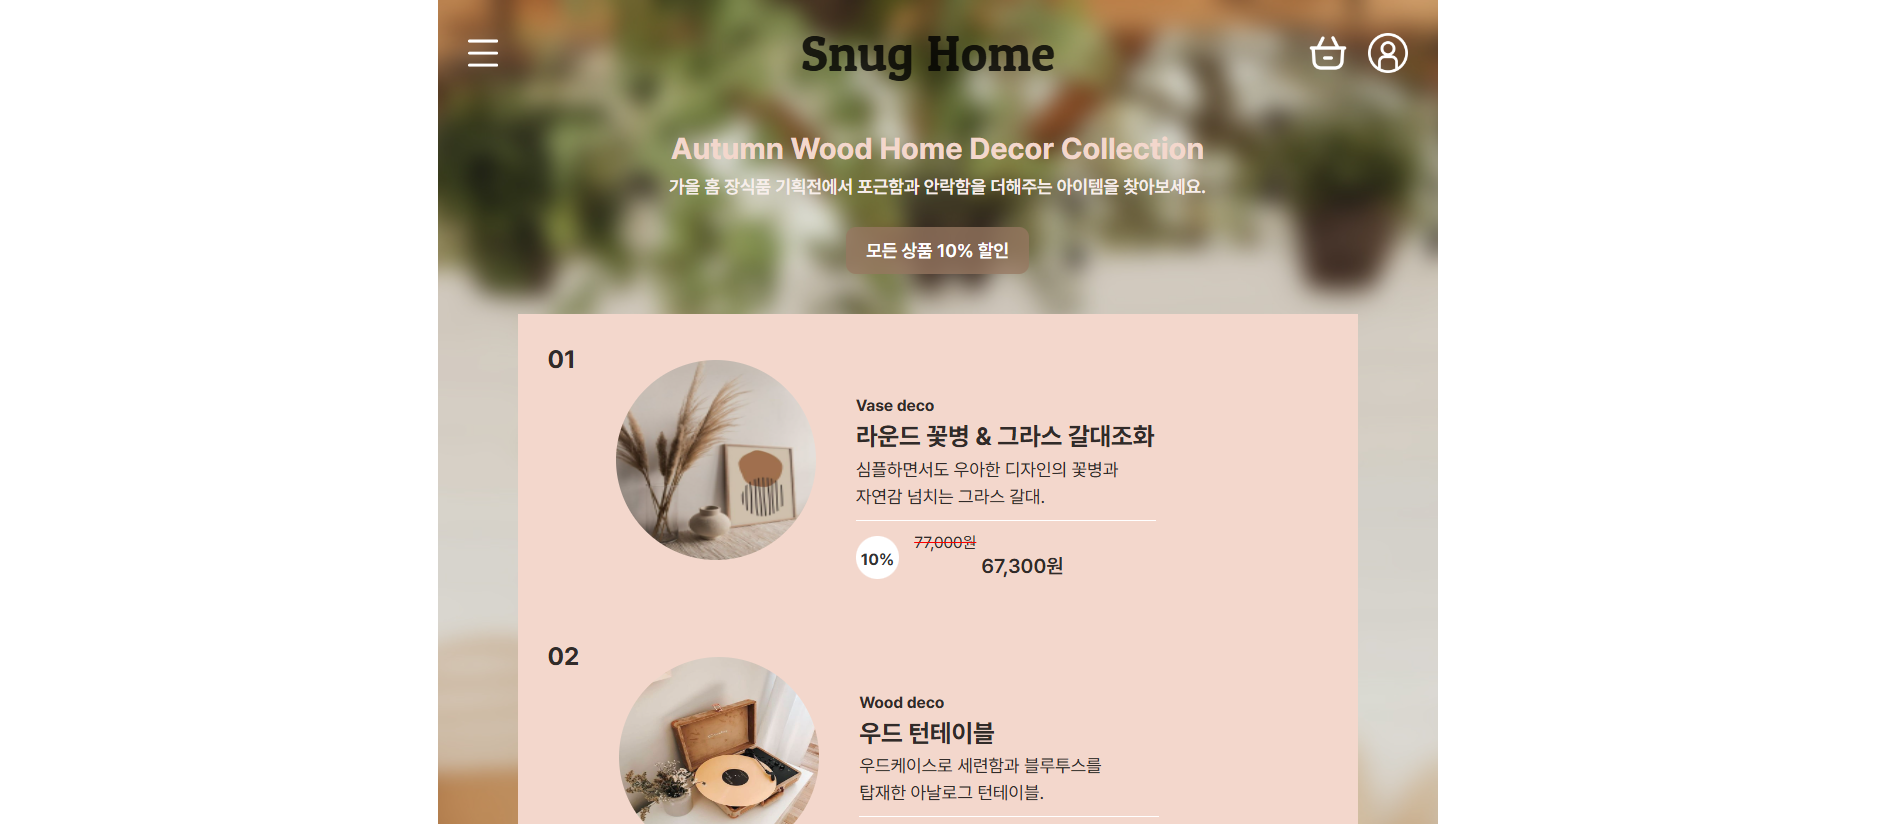 Snug Home
Autumn Wood Home Decor Collection
가을 홈 장식품 기획전에서 포근함과 안락함을 더해주는 아이템을 찾아보세요.
모든 상품 10% 할인
01
Vase deco
라운드 꽃병 & 그라스 갈대조화
심플하면서도 우아한 디자인의 꽃병과
자연감 넘치는 그라스 갈대.
10%
77,000원
67,300원
02
Wood deco
우드 턴테이블
우드케이스로 세련함과 블루투스를
탑재한 아날로그 턴테이블.